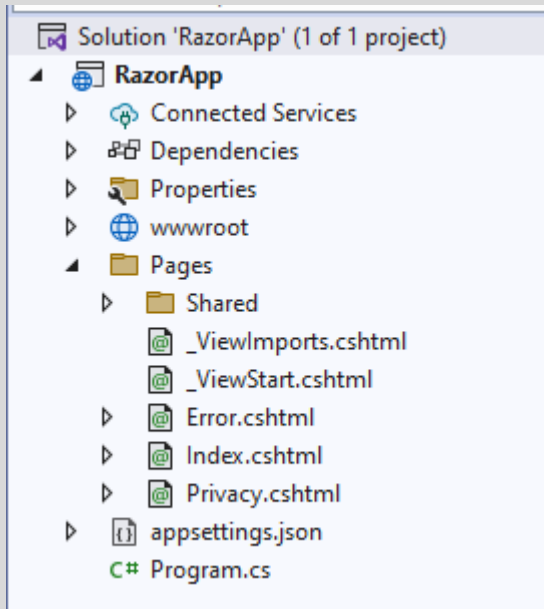 Solution 'RazorApp' (1 of 1 project)
RazorApp
Connected Services
Dependencies
Properties
wwwroot
Pages
Shared
_ViewImports.cshtml
_ViewStart.cshtml
Error.cshtml
Index.cshtml
Privacy.cshtml
appsettings.json
C# Program.cs